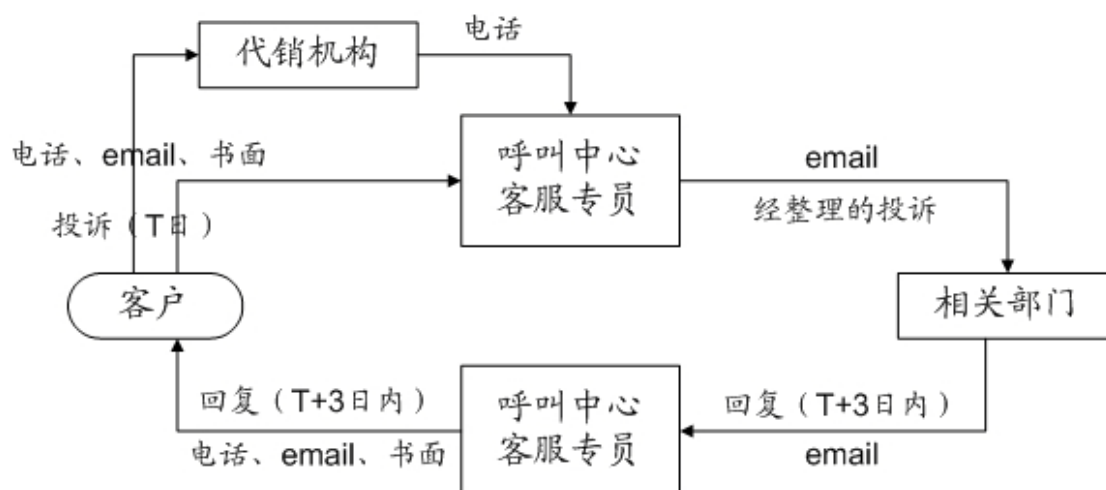 代销机构
电话
电话、email、书面
投诉（T日）
呼叫中心
客服专员
email
经整理的投诉
客户
相关部门
回复（T+3日内）
电话、email、书面
呼叫中心
客服专员
回复（T+3日内）
email